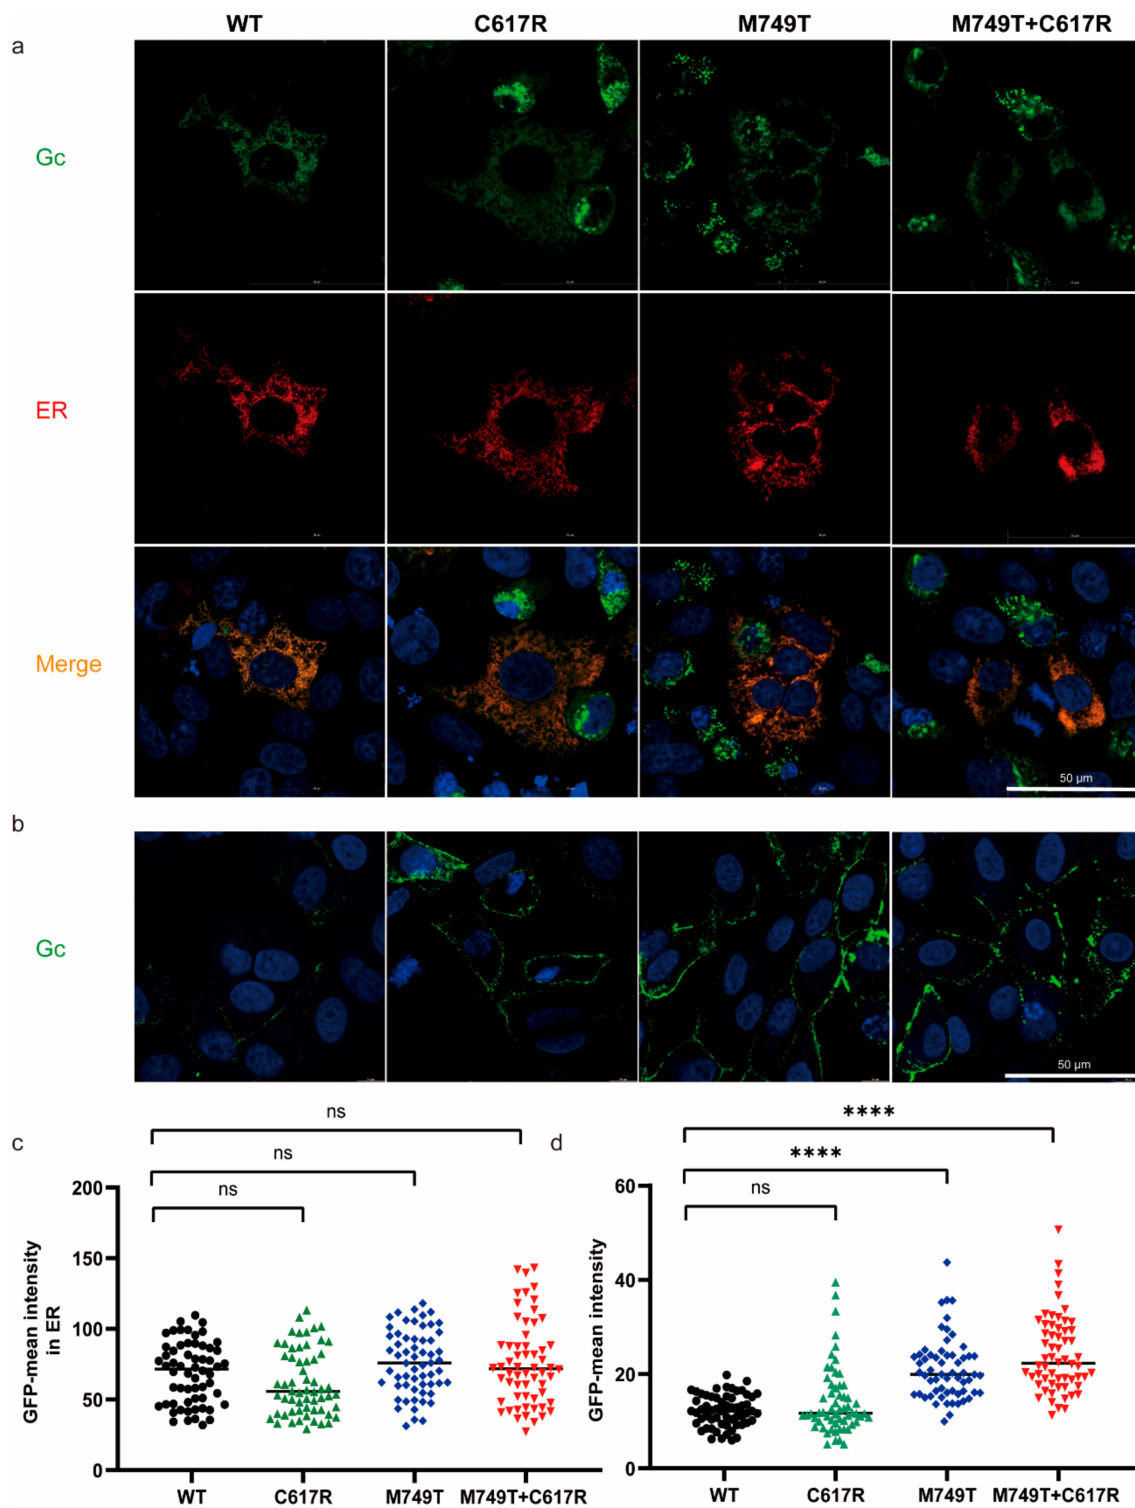 WT C617R M749T M749T+C617R
a
Gc
ER
Merge
50 µm
b
Gc
50 µm
c
ns
ns
ns
GFP-mean intensity
in ER
200
150
100
50
0
WT C617R M749T M749T+C617R
d
****
****
ns
GFP-mean intensity
60
40
20
0
WT C617R M749T M749T+C617R